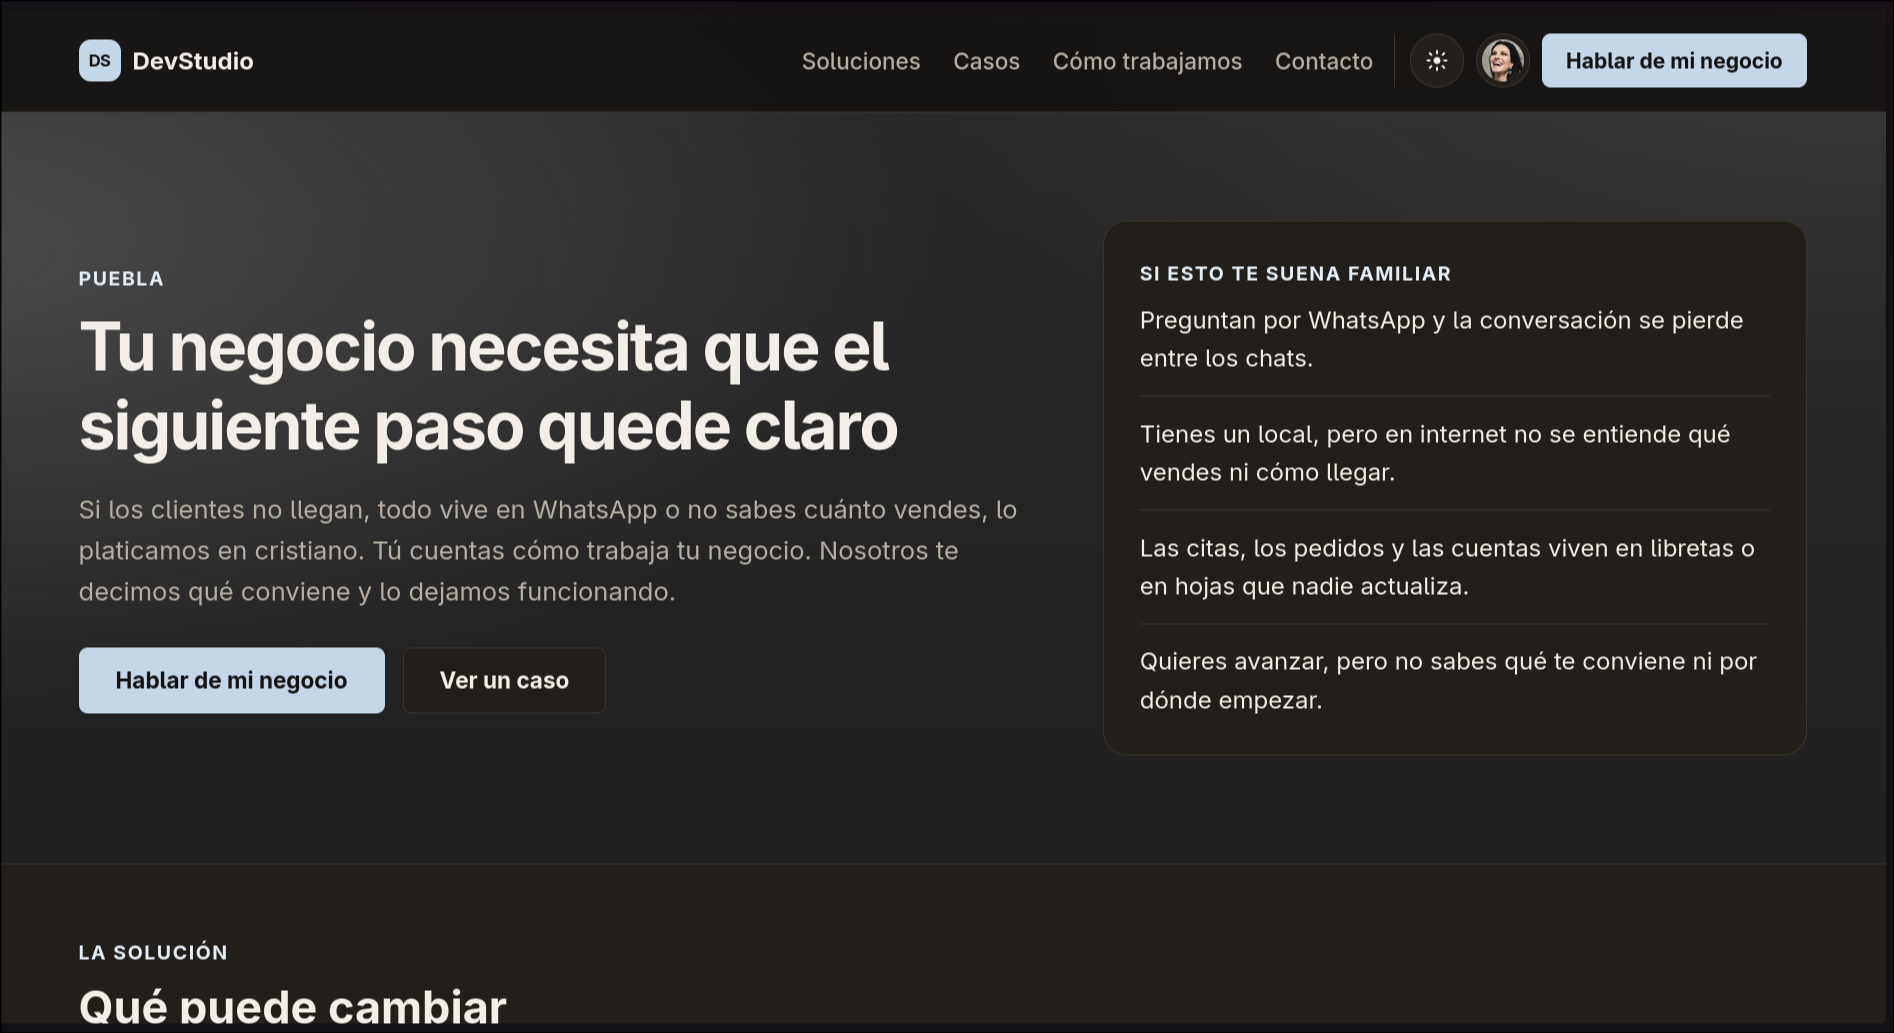 DS DevStudio
Soluciones Casos Cómo trabajamos Contacto
Hablar de mi negocio
PUEBLA
Tu negocio necesita que el
siguiente paso quede claro
Si los clientes no llegan, todo vive en WhatsApp o no sabes cuánto vendes, lo
platicamos en cristiano. Tú cuentas cómo trabaja tu negocio. Nosotros te
decimos qué conviene y lo dejamos funcionando.
Hablar de mi negocio
Ver un caso
SI ESTO TE SUENA FAMILIAR
Preguntan por WhatsApp y la conversación se pierde
entre los chats.
Tienes un local, pero en internet no se entiende qué
vendes ni cómo llegar.
Las citas, los pedidos y las cuentas viven en libretas o
en hojas que nadie actualiza.
Quieres avanzar, pero no sabes qué te conviene ni por
dónde empezar.
LA SOLUCIÓN
Qué puede cambiar